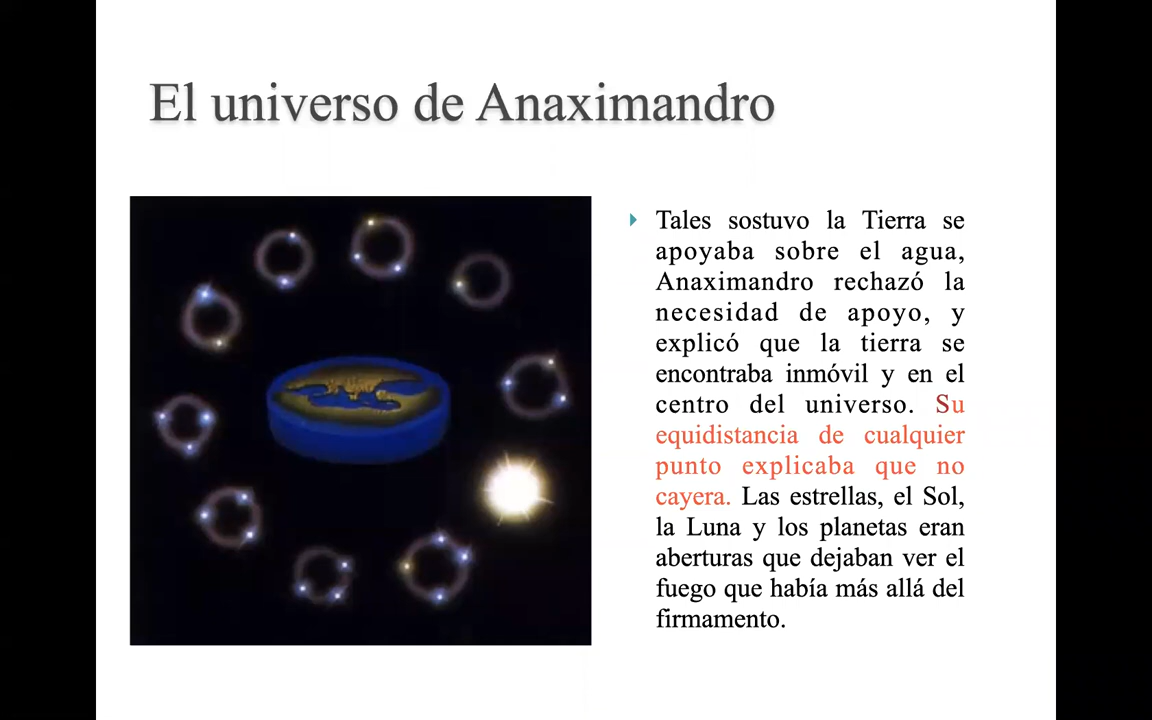 El universo de Anaximandro
Tales sostuvo la Tierra se
apoyaba sobre el agua,
Anaximandro rechazó la
necesidad de apoyo, y
explicó que la tierra se
encontraba inmóvil y en el
centro del universo. Su
equidistancia de cualquier
punto explicaba que no
cayera. Las estrellas, el Sol,
la Luna y los planetas eran
aberturas que dejaban ver el
fuego que había más allá del
firmamento.